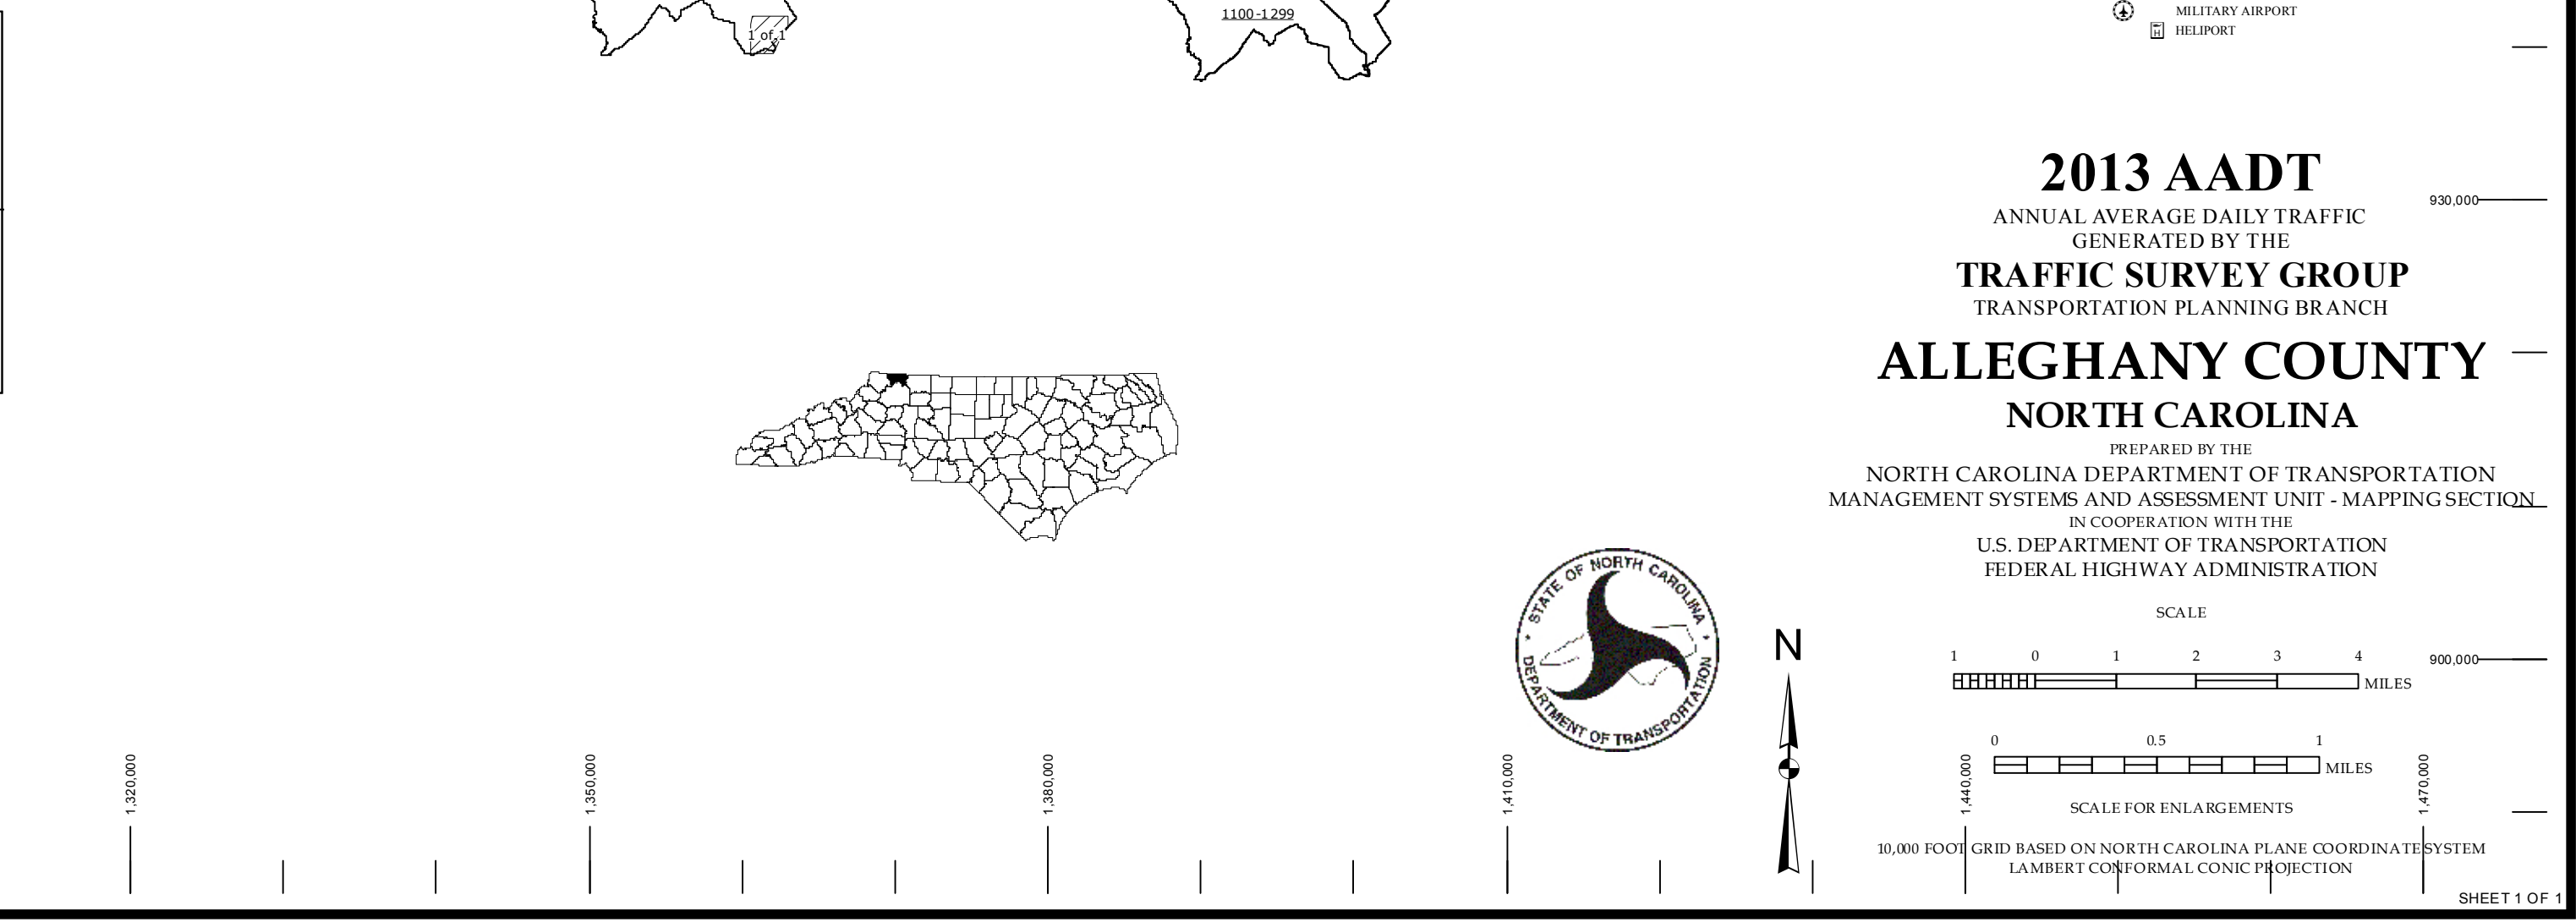 1 of 1
1100-1299
MILITARY AIRPORT
H
HELIPORT
2013 AADT
ANNUAL AVERAGE DAILY TRAFFIC
GENERATED BY THE
TRAFFIC SURVEY GROUP
TRANSPORTATION PLANNING BRANCH
ALLEGHANY COUNTY
NORTH CAROLINA
PREPARED BY THE
NORTH CAROLINA DEPARTMENT OF TRANSPORTATION
MANAGEMENT SYSTEMS AND ASSESSMENT UNIT - MAPPING SECTION
IN COOPERATION WITH THE
U.S. DEPARTMENT OF TRANSPORTATION
FEDERAL HIGHWAY ADMINISTRATION
930,000
900,000
STATE OF NORTH CAROLINA
DEPARTMENT OF TRANSPORTATION
N
SCALE
1 0 1 2 3 4
MILES
0 0.5 1
MILES
SCALE FOR ENLARGEMENTS
1,320,000
1,350,000
1,380,000
1,410,000
1,440,000
1,470,000
10,000 FOOT GRID BASED ON NORTH CAROLINA PLANE COORDINATE SYSTEM
LAMBERT CONFORMAL CONIC PROJECTION
SHEET 1 OF 1